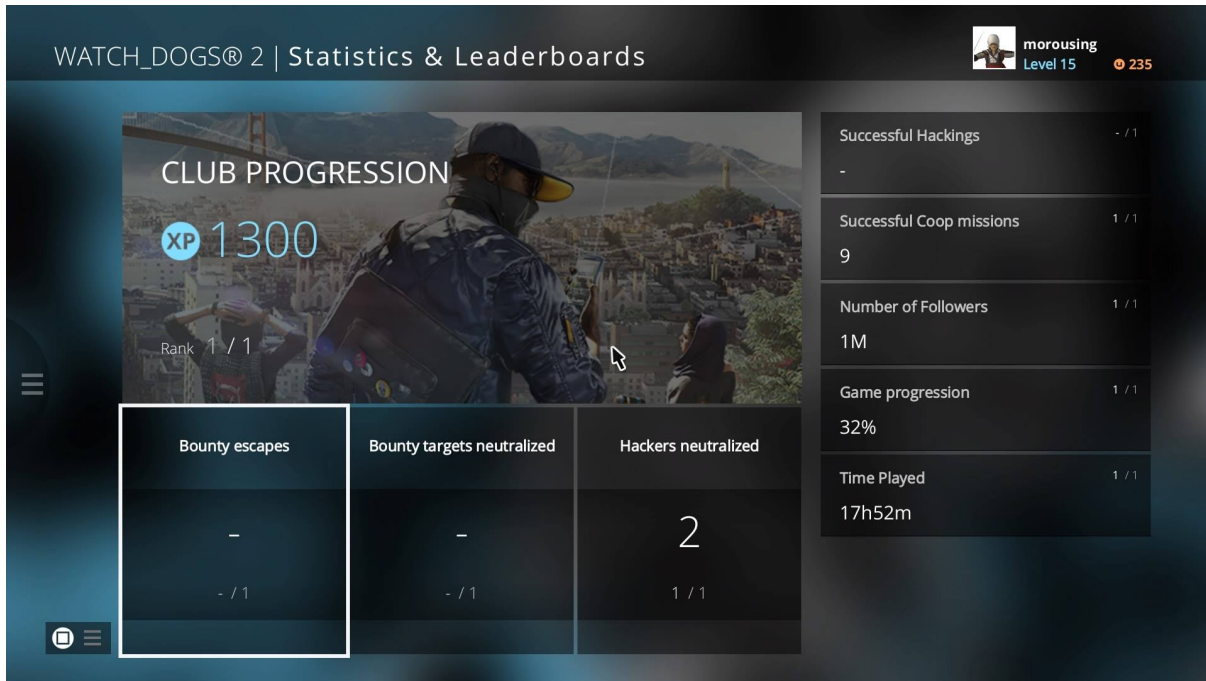 WATCH_DOGS® 2 | Statistics & Leaderboards
morousing
Level 15 235
CLUB PROGRESSION
XP 1300
Rank 1 / 1
Bounty escapes
-
- / 1
Bounty targets neutralized
-
- / 1
Hackers neutralized
2
1 / 1
Successful Hackings - / 1
-
Successful Coop missions 1 / 1
9
Number of Followers 1 / 1
1M
Game progression 1 / 1
32%
Time Played 1 / 1
17h52m